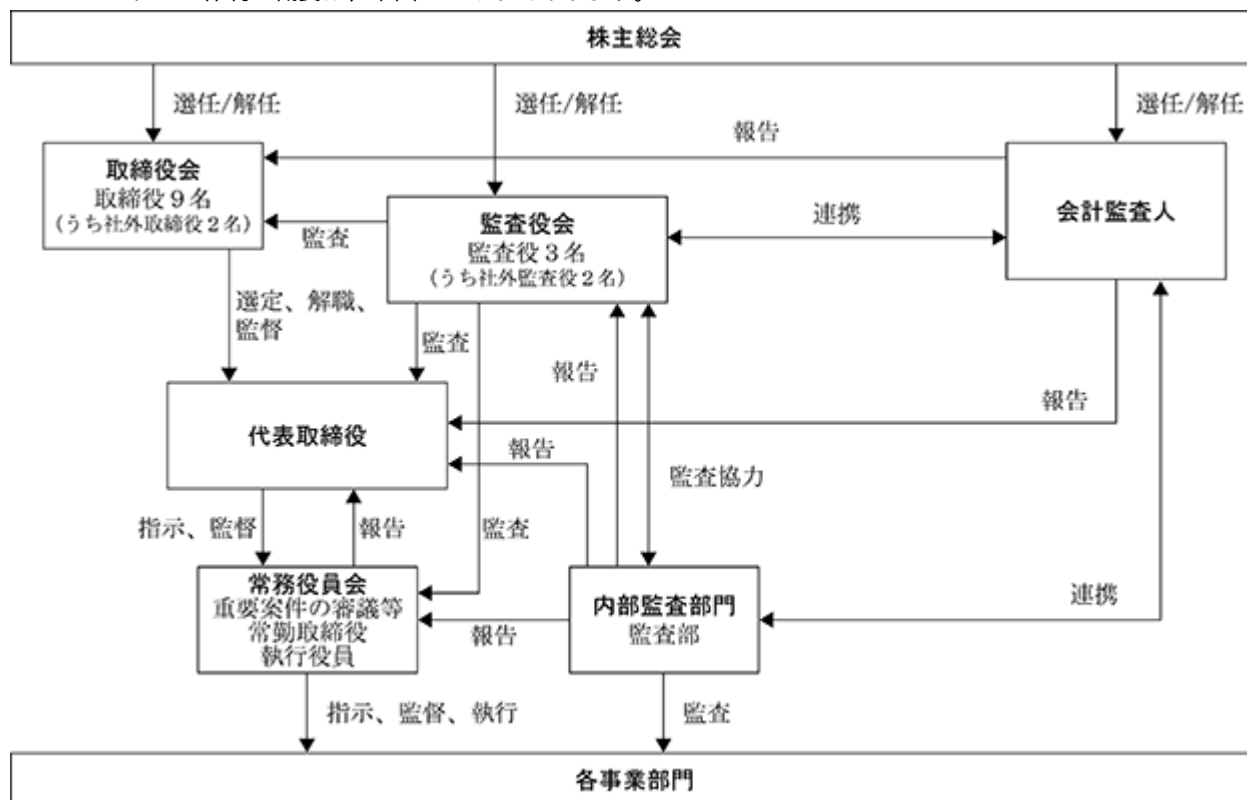 株主総会
選任/解任
選任/解任
選任/解任
報告
取締役会
取締役9名
(うち社外取締役2名)
監査
監査役会
監査役3名
(うち社外監査役2名)
連携
会計監査人
選定、解職、
監督
監査
報告
報告
代表取締役
報告
監査協力
指示、監督
報告
監査
常務役員会
重要案件の審議等
常勤取締役
執行役員
報告
内部監査部門
監査部
連携
指示、監督、執行
監査
各事業部門